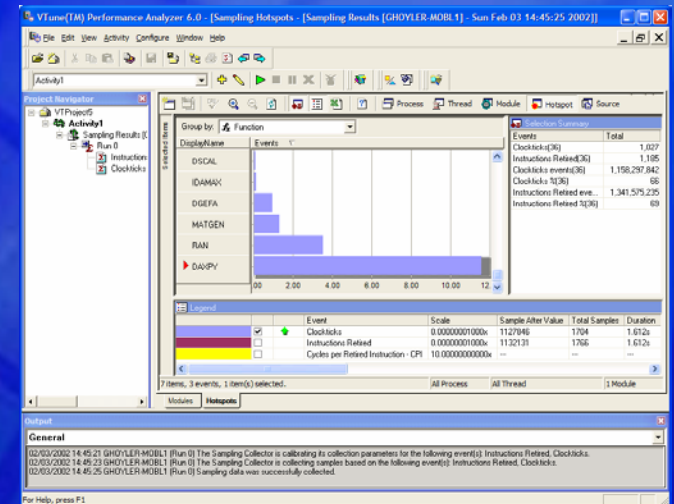 VTune(TM) Performance Analyzer 6.0 - [Sampling Hotspots - [Sampling Results [GHOYLER-MOBL1] - Sun Feb 03 14:45:25 2002]]
File Edit View Activity Configure Window Help
Activity1
Process Thread Module Hotspot Source
Project Navigator
VTProject5
Activity1
Sampling Results [G
Run 0
Instruction
Clockticks
Selected items
Group by: Function
DisplayName Events
DSCAL
IDAMAX
DGEFA
MATGEN
RAN
DAXPY
.00 2.00 4.00 6.00 8.00 10.00 12.
Selection Summary
Events Total
Clockticks(36) 1,027
Instructions Retired(36) 1,185
Clockticks events(36) 1,158,297,842
Clockticks %(36) 66
Instructions Retired eve... 1,341,575,235
Instructions Retired %(36) 69
Legend
Event Scale Sample After Value Total Samples Duration
Clockticks 0.00000001000x 1127846 1704 1.612s
Instructions Retired 0.00000001000x 1132131 1766 1.612s
Cycles per Retired Instruction - CPI 10.00000000000x ... ... ...
7 items, 3 events, 1 item(s) selected. All Process All Thread 1 Module
Modules Hotspots
Output
General
02/03/2002 14:45:21 GHOYLER-MOBL1 (Run 0) The Sampling Collector is calibrating its collection parameters for the following event(s): Instructions Retired, Clockticks.
02/03/2002 14:45:23 GHOYLER-MOBL1 (Run 0) The Sampling Collector is collecting samples based on the following event(s): Instructions Retired, Clockticks.
02/03/2002 14:45:25 GHOYLER-MOBL1 (Run 0) Sampling data was successfully collected.
For Help, press F1